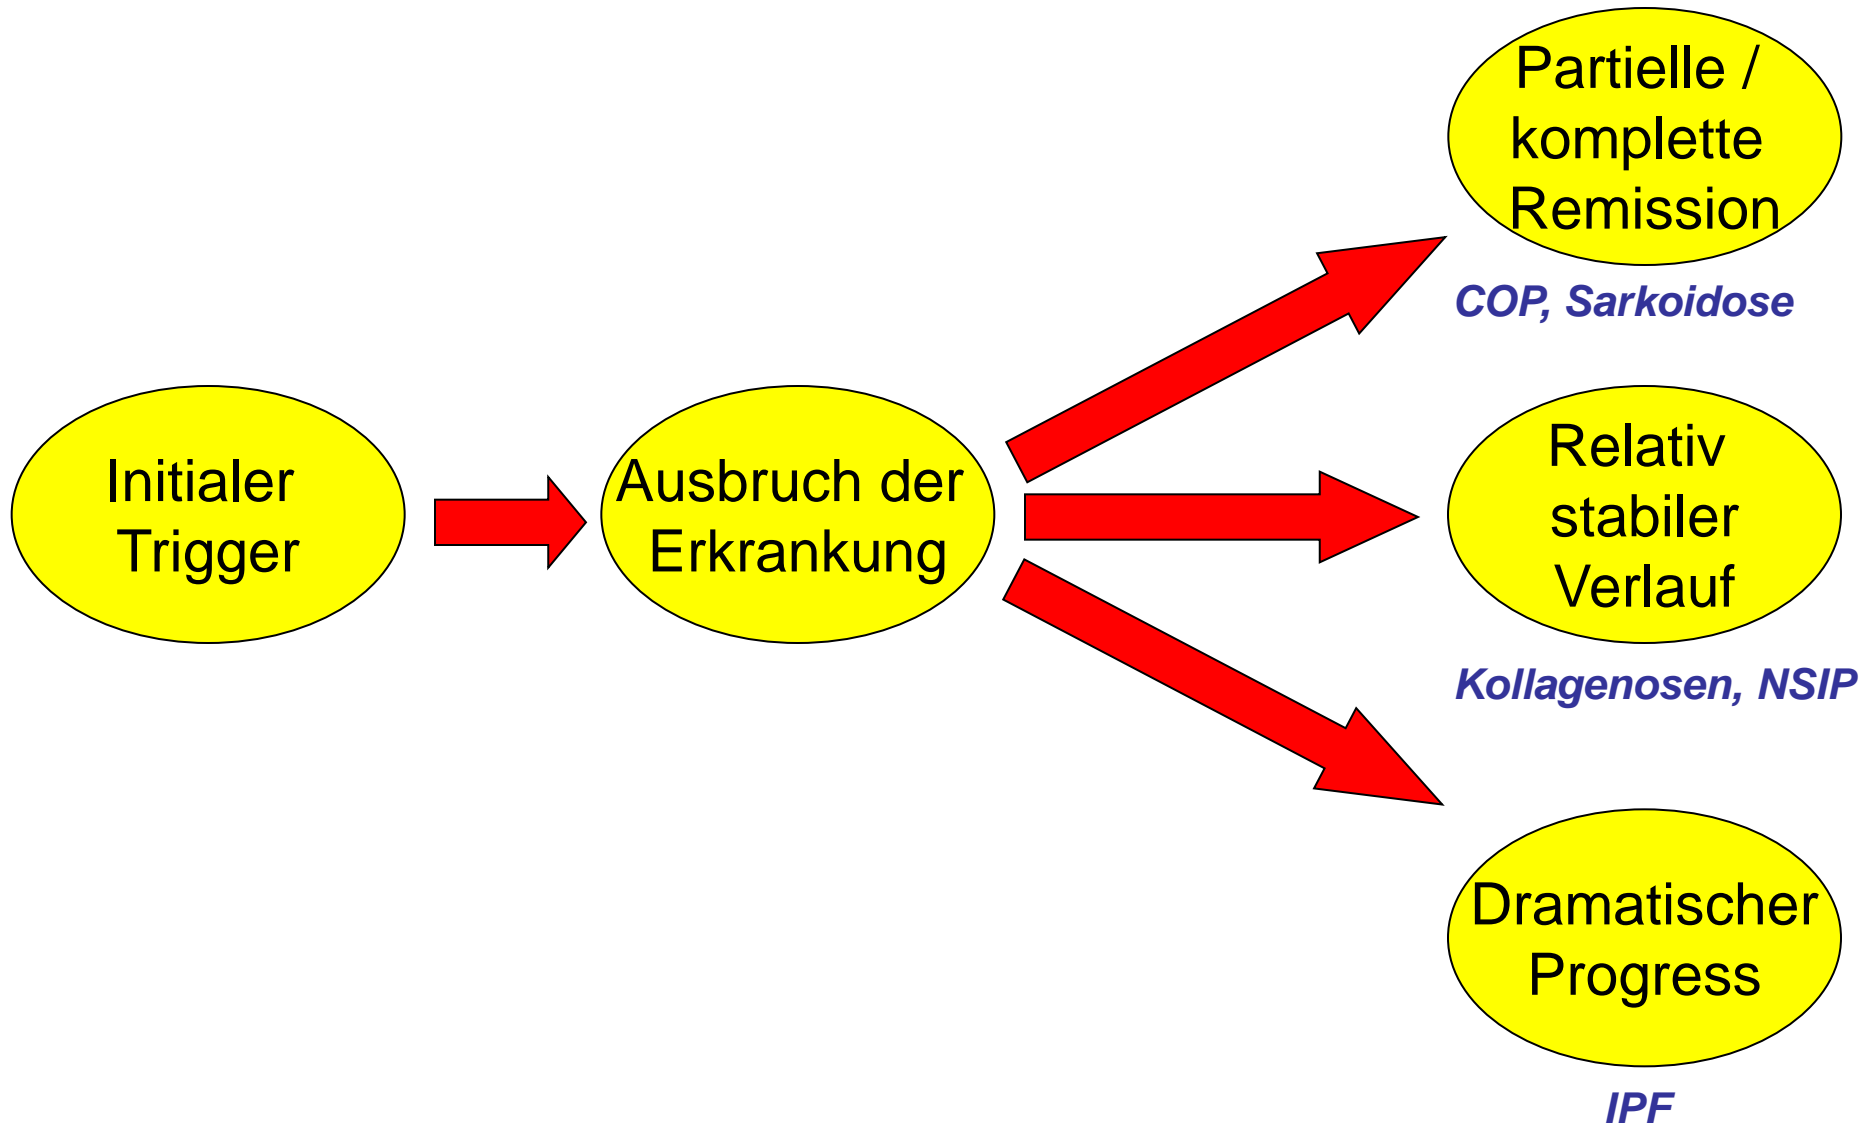 Initialer
Trigger
Ausbruch der
Erkrankung
Partielle /
komplette
Remission
COP, Sarkoidose
Relativ
stabiler
Verlauf
Kollagenosen, NSIP
Dramatischer
Progress
IPF